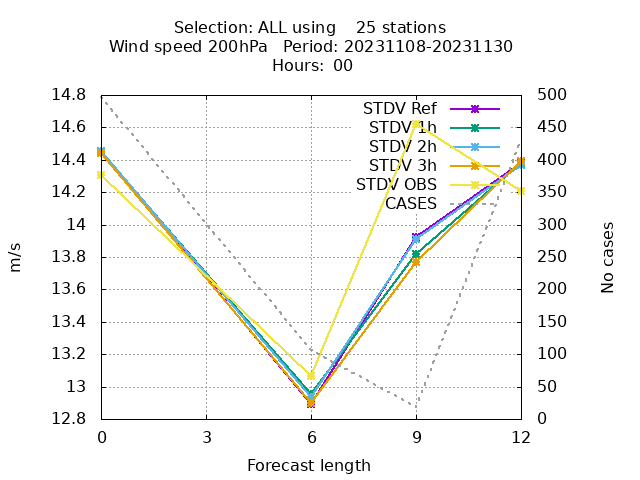 Selection: ALL using    25 stations
Wind speed 200hPa   Period: 20231108-20231130
Hours:  00
14.8
14.6
14.4
14.2
14
13.8
13.6
13.4
13.2
13
12.8
m/s
STDV Ref
STDV 1h
STDV 2h
STDV 3h
STDV OBS
CASES
500
450
400
350
300
250
200
150
100
50
0
No cases
0 3 6 9 12
Forecast length